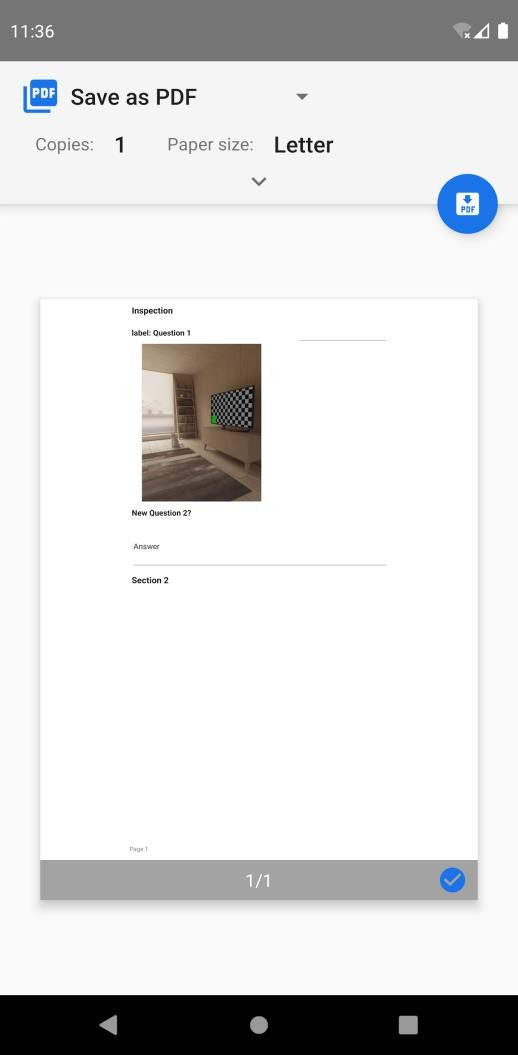 11:36
PDF Save as PDF
Copies: 1 Paper size: Letter
PDF
Inspection
label: Question 1
New Question 2?
Answer
Section 2
Page 1
1/1